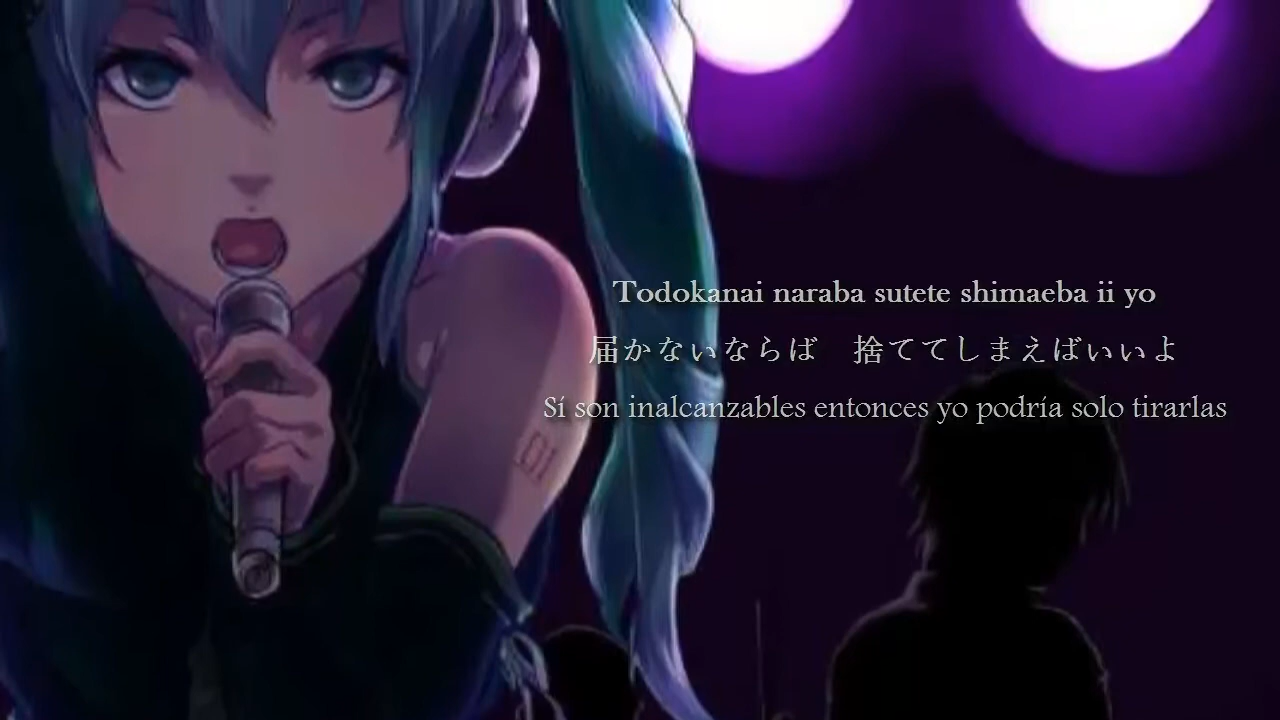 Todokanai naraba sutete shimaeba ii yo
届かないならば　捨ててしまえばいいよ
Sí son inalcanzables entonces yo podría solo tirarlas
01